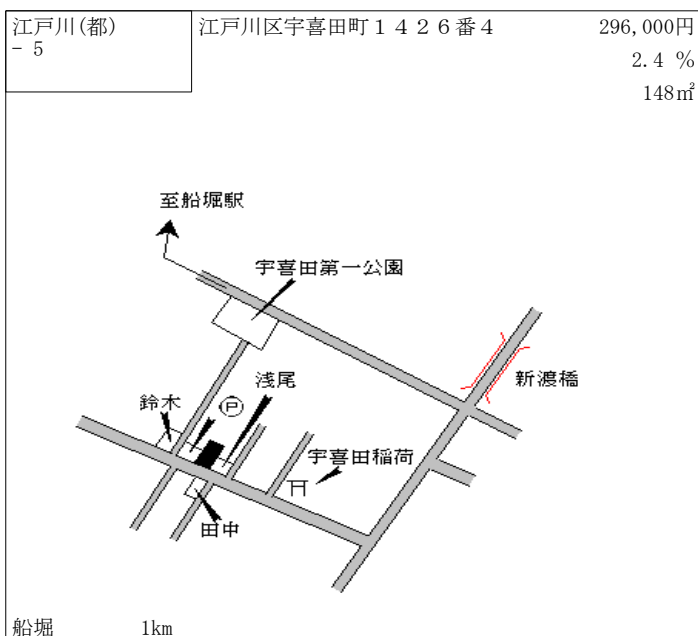 江戸川(都)
- 5
江戸川区宇喜田町１４２６番４
296,000円
2.4 %
148㎡
至船堀駅
宇喜田第一公園
新渡橋
浅尾
鈴木
Ⓟ
宇喜田稲荷
田中
船堀 1km